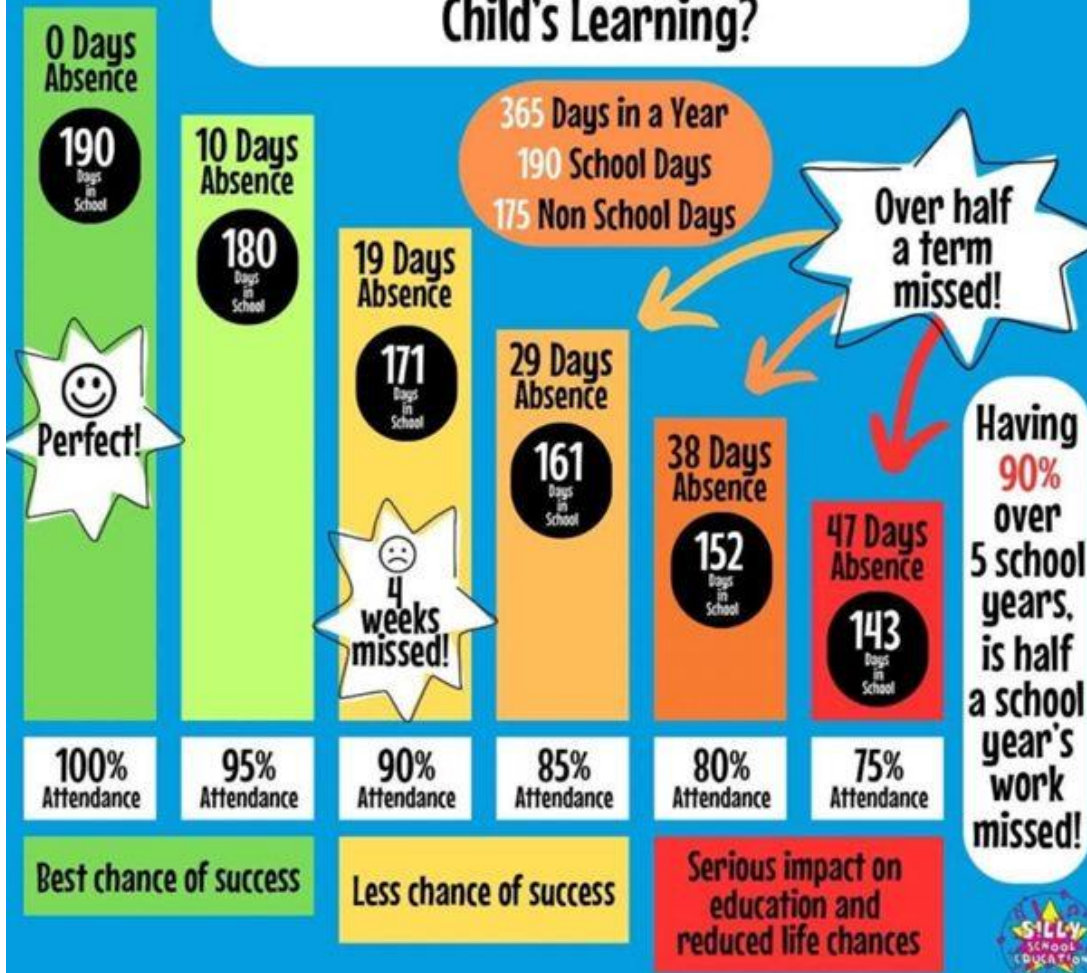 Child's Learning?
0 Days
Absence
190
Days
in
School
Perfect!
10 Days
Absence
180
Days
in
School
365 Days in a Year
190 School Days
175 Non School Days
Over half
a term
missed!
19 Days
Absence
171
Days
in
School
4
weeks
missed!
29 Days
Absence
161
Days
in
School
38 Days
Absence
152
Days
in
School
47 Days
Absence
143
Days
in
School
Having
90%
over
5 school
years,
is half
a school
year's
work
missed!
100%
Attendance
95%
Attendance
90%
Attendance
85%
Attendance
80%
Attendance
75%
Attendance
Best chance of success
Less chance of success
Serious impact on
education and
reduced life chances
SILLY
SCHOOL
EDUCATION